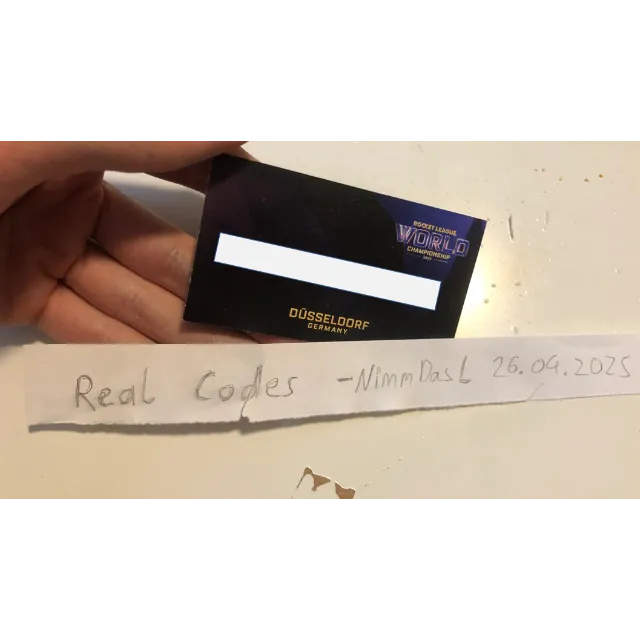 ROCKET LEAGUE
WORLD
CHAMPIONSHIP
DÜSSELDORF
GERMANY
Real Codes -NimmDasL 26.09.2025